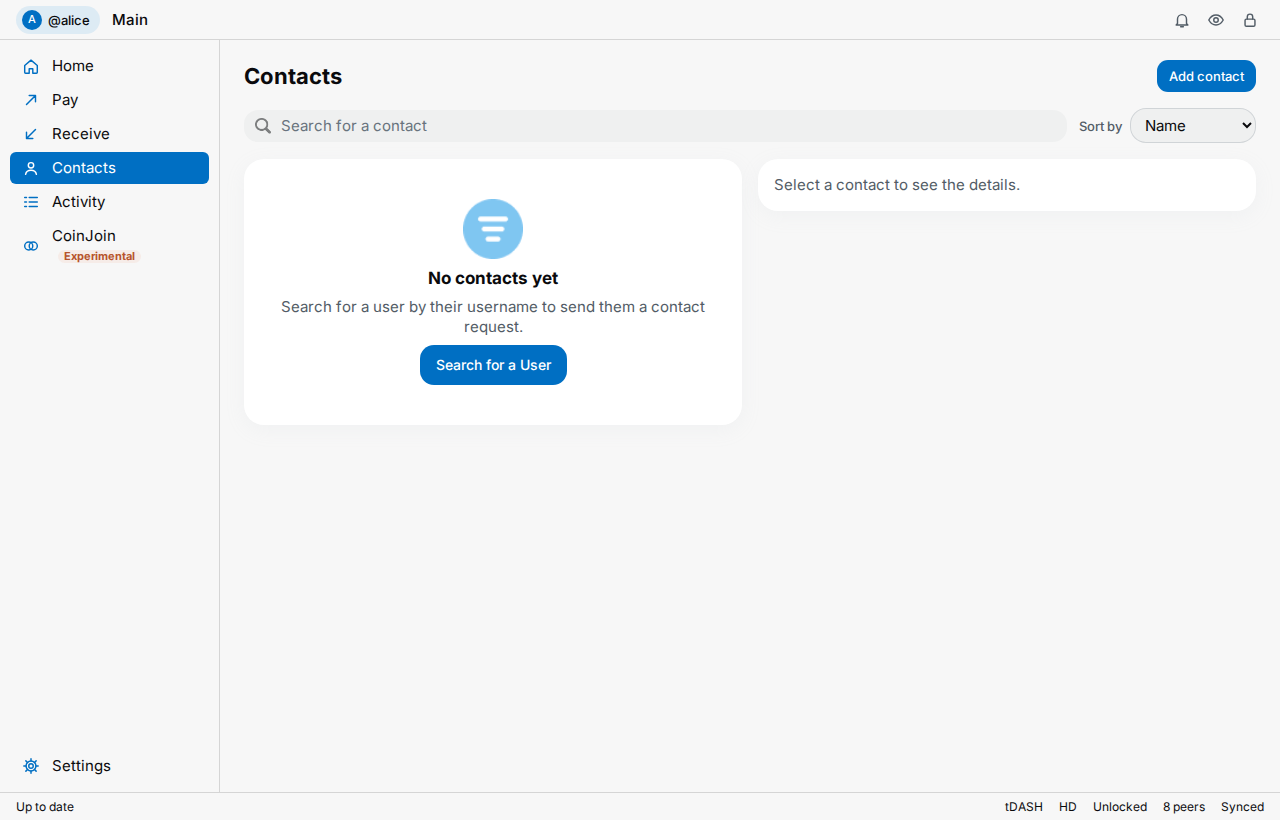 A @alice Main
Home
Pay
Receive
Contacts
Activity
CoinJoin
Experimental
Settings
Contacts
Add contact
Search for a contact
Sort by Name
No contacts yet
Search for a user by their username to send them a contact
request.
Search for a User
Select a contact to see the details.
Up to date
tDASH HD Unlocked 8 peers Synced